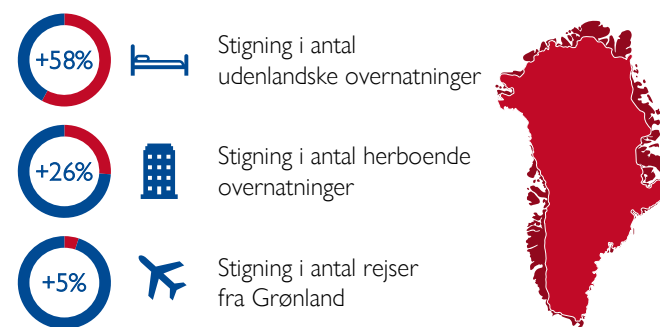 +58%
Stigning i antal
udenlandske overnatninger
+26%
Stigning i antal herboende
overnatninger
+5%
Stigning i antal rejser
fra Grønland